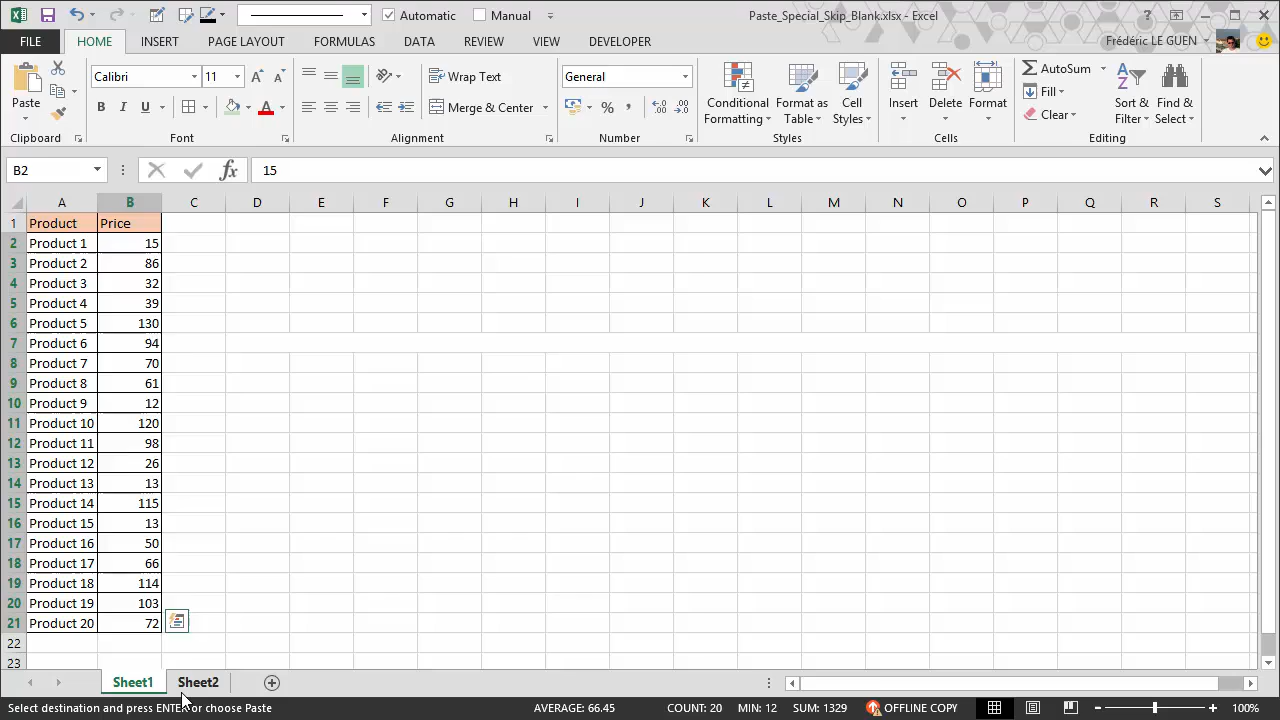 Automatic Manual Paste_Special_Skip_Blank.xlsx - Excel ?
FILE HOME INSERT PAGE LAYOUT FORMULAS DATA REVIEW VIEW DEVELOPER Frédéric LE GUEN
Paste
Clipboard
Calibri 11
B I U A
Font
Wrap Text
Merge & Center
Alignment
General
% ,
Number
Conditional Formatting
Format as Table
Cell Styles
Styles
Insert Delete Format
Cells
AutoSum
Fill
Clear
Sort & Filter
Find & Select
Editing
B2 fx 15
A B C D E F G H I J K L M N O P Q R S
1 Product Price
2 Product 1 15
3 Product 2 86
4 Product 3 32
5 Product 4 39
6 Product 5 130
7 Product 6 94
8 Product 7 70
9 Product 8 61
10 Product 9 12
11 Product 10 120
12 Product 11 98
13 Product 12 26
14 Product 13 13
15 Product 14 115
16 Product 15 13
17 Product 16 50
18 Product 17 66
19 Product 18 114
20 Product 19 103
21 Product 20 72
22
23
Sheet1 Sheet2
Select destination and press ENTER or choose Paste AVERAGE: 66.45 COUNT: 20 MIN: 12 SUM: 1329 OFFLINE COPY 100%